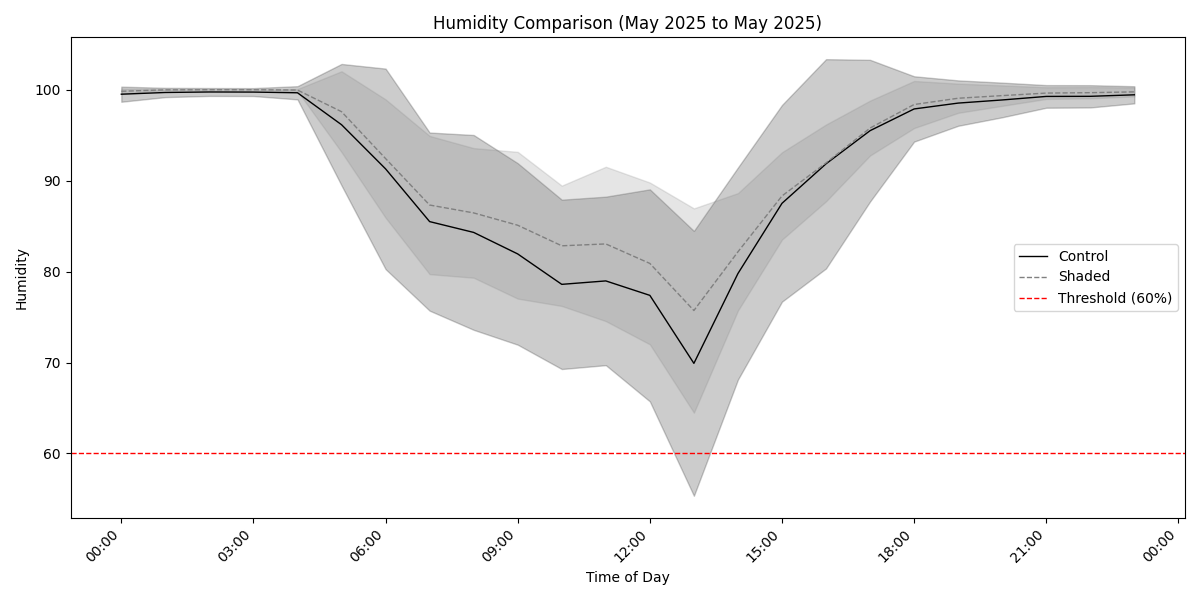 Humidity Comparison (May 2025 to May 2025)
100
90
80
70
60
Humidity
Control
Shaded
Threshold (60%)
00:00
03:00
06:00
09:00
12:00
15:00
18:00
21:00
00:00
Time of Day